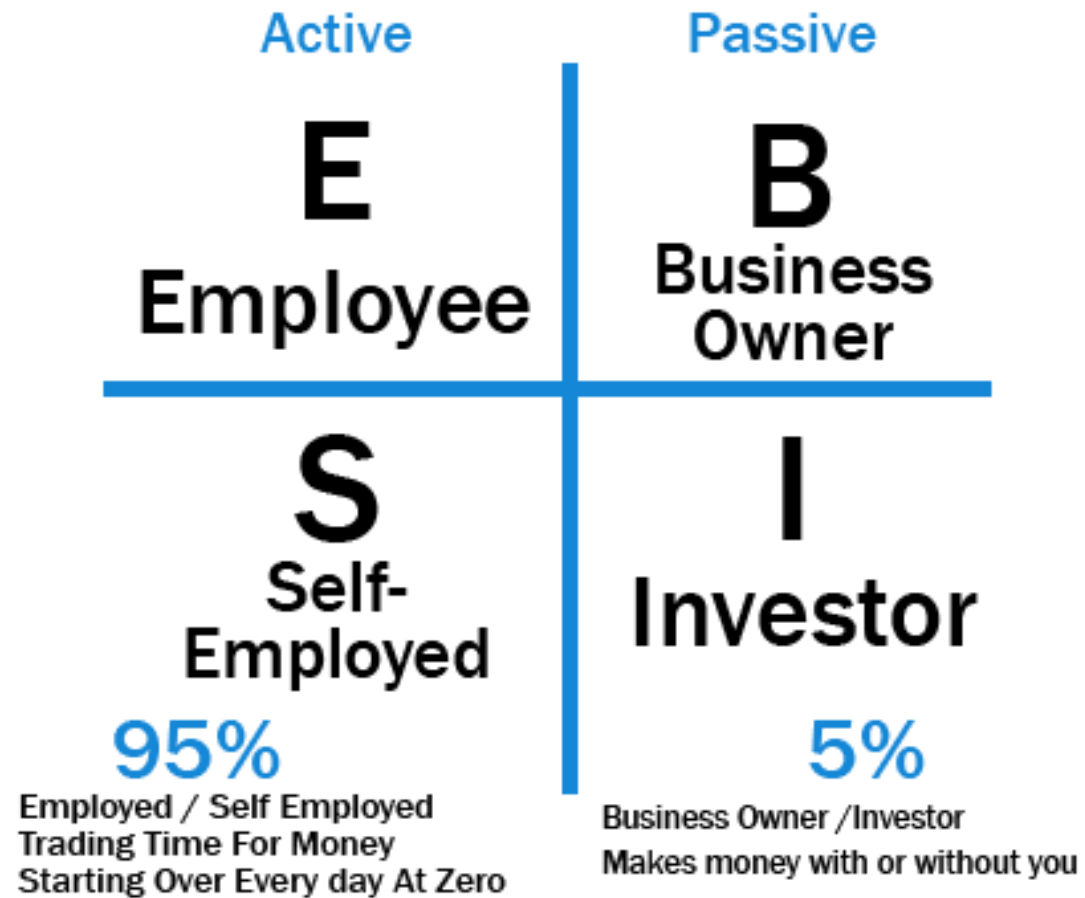 Active
Passive
E
Employee
B
Business
Owner
S
Self-
Employed
I
Investor
95%
Employed / Self Employed
Trading Time For Money
Starting Over Every day At Zero
5%
Business Owner /Investor
Makes money with or without you